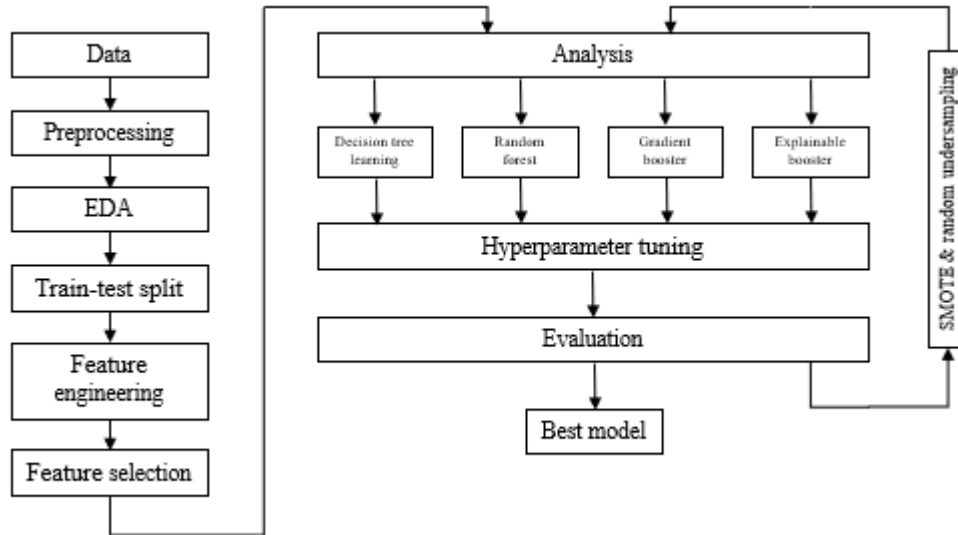 Data
Preprocessing
EDA
Train-test split
Feature
engineering
Feature selection
Analysis
Decision tree
learning
Random
forest
Gradient
booster
Explainable
booster
Hyperparameter tuning
Evaluation
Best model
SMOTE & random undersampling